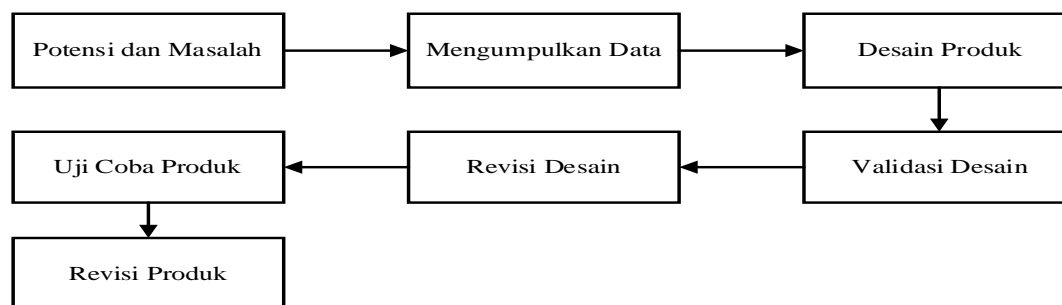 Potensi dan Masalah
Mengumpulkan Data
Desain Produk
Validasi Desain
Revisi Desain
Uji Coba Produk
Revisi Produk